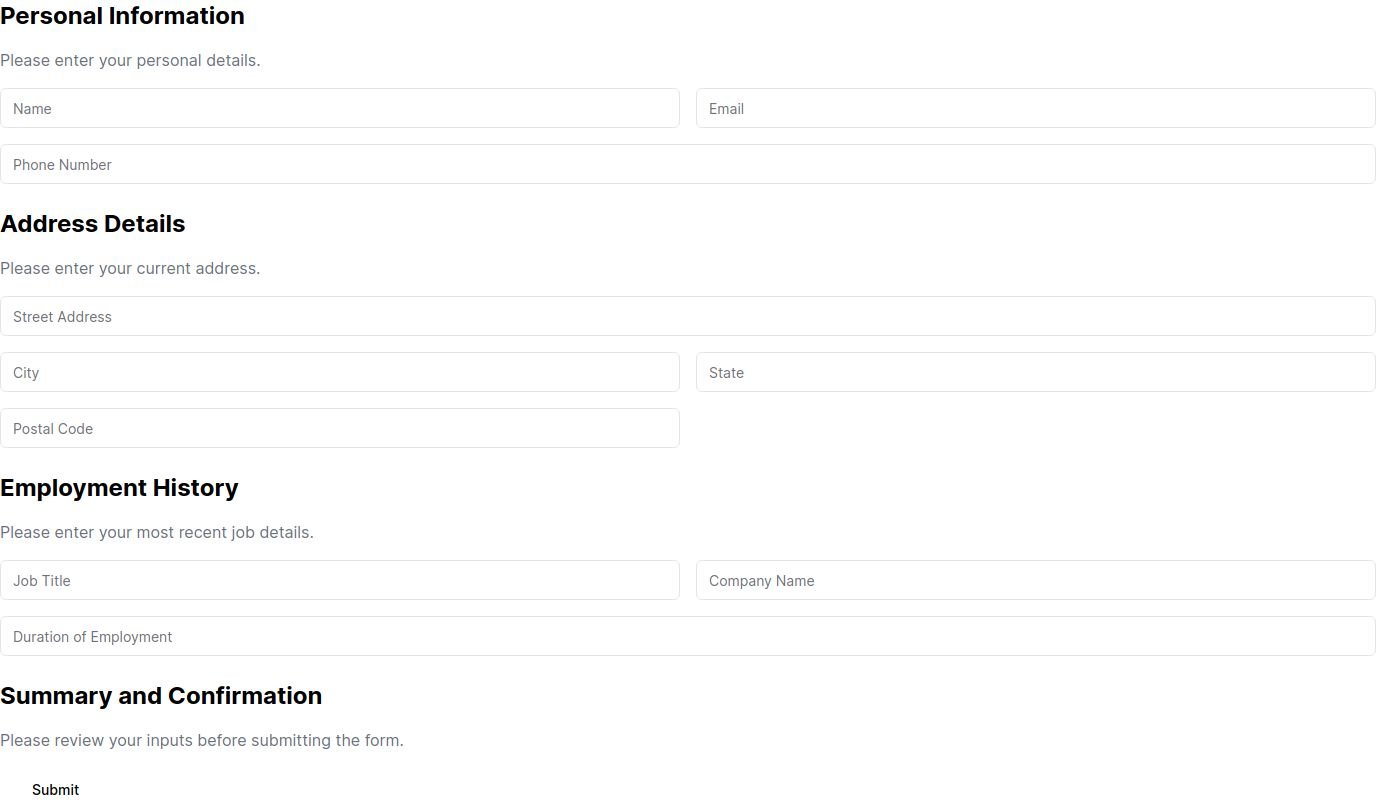 Personal Information
Please enter your personal details.
Name
Email
Phone Number
Address Details
Please enter your current address.
Street Address
City
State
Postal Code
Employment History
Please enter your most recent job details.
Job Title
Company Name
Duration of Employment
Summary and Confirmation
Please review your inputs before submitting the form.
Submit